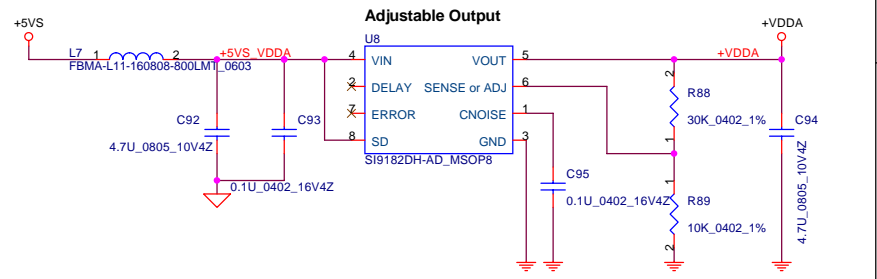 Adjustable Output
+5VS
+VDDA
L7
1
2
FBMA-L11-160808-800LMT_0603
+5VS_VDDA
U8
4
VIN
VOUT
5
+VDDA
2
DELAY
SENSE or ADJ
6
7
ERROR
CNOISE
1
8
SD
GND
3
SI9182DH-AD_MSOP8
C92
4.7U_0805_10V4Z
C93
0.1U_0402_16V4Z
C95
0.1U_0402_16V4Z
2
R88
30K_0402_1%
1
1
R89
10K_0402_1%
2
C94
4.7U_0805_10V4Z